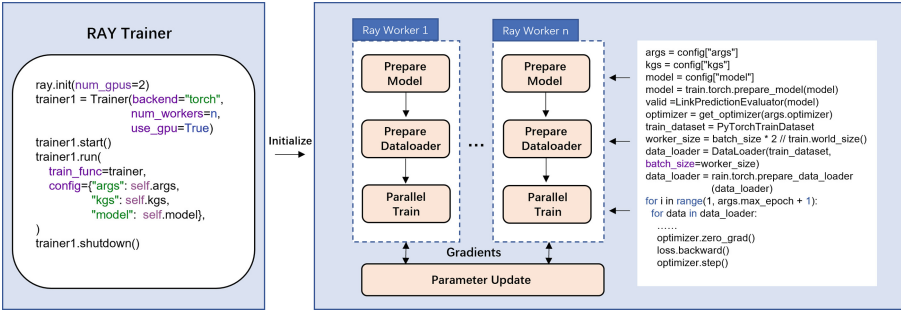 RAY Trainer
ray.init(num_gpus=2)
trainer1 = Trainer(backend="torch",
num_workers=n,
use_gpu=True)
trainer1.start()
trainer1.run(
train_func=trainer,
config={"args": self.args,
"kgs": self.kgs,
"model": self.model},
)
trainer1.shutdown()
Initialize
Ray Worker 1
Prepare
Model
Prepare
Dataloader
Parallel
Train
...
Ray Worker n
Prepare
Model
Prepare
Dataloader
Parallel
Train
Gradients
Parameter Update
args = config["args"]
kgs = config["kgs"]
model = config["model"]
model = train.torch.prepare_model(model)
valid =LinkPredictionEvaluator(model)
optimizer = get_optimizer(args.optimizer)
train_dataset = PyTorchTrainDataset
worker_size = batch_size * 2 // train.world_size()
data_loader = DataLoader(train_dataset,
batch_size=worker_size)
data_loader = rain.torch.prepare_data_loader
(data_loader)
for i in range(1, args.max_epoch + 1):
for data in data_loader:
......
optimizer.zero_grad()
loss.backward()
optimizer.step()